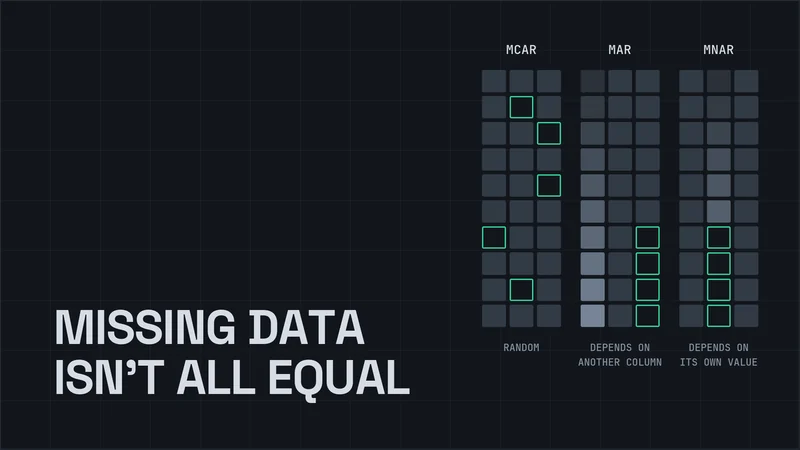 MCAR
MAR
MNAR
RANDOM
DEPENDS ON
ANOTHER COLUMN
DEPENDS ON
ITS OWN VALUE
MISSING DATA
ISN’T ALL EQUAL